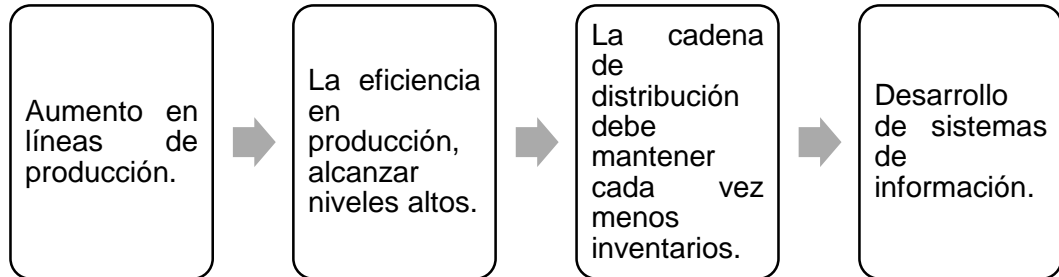 Aumento en
líneas de
producción.
La eficiencia
en
producción,
alcanzar
niveles altos.
La cadena
de
distribución
debe
mantener
cada vez
menos
inventarios.
Desarrollo
de sistemas
de
información.